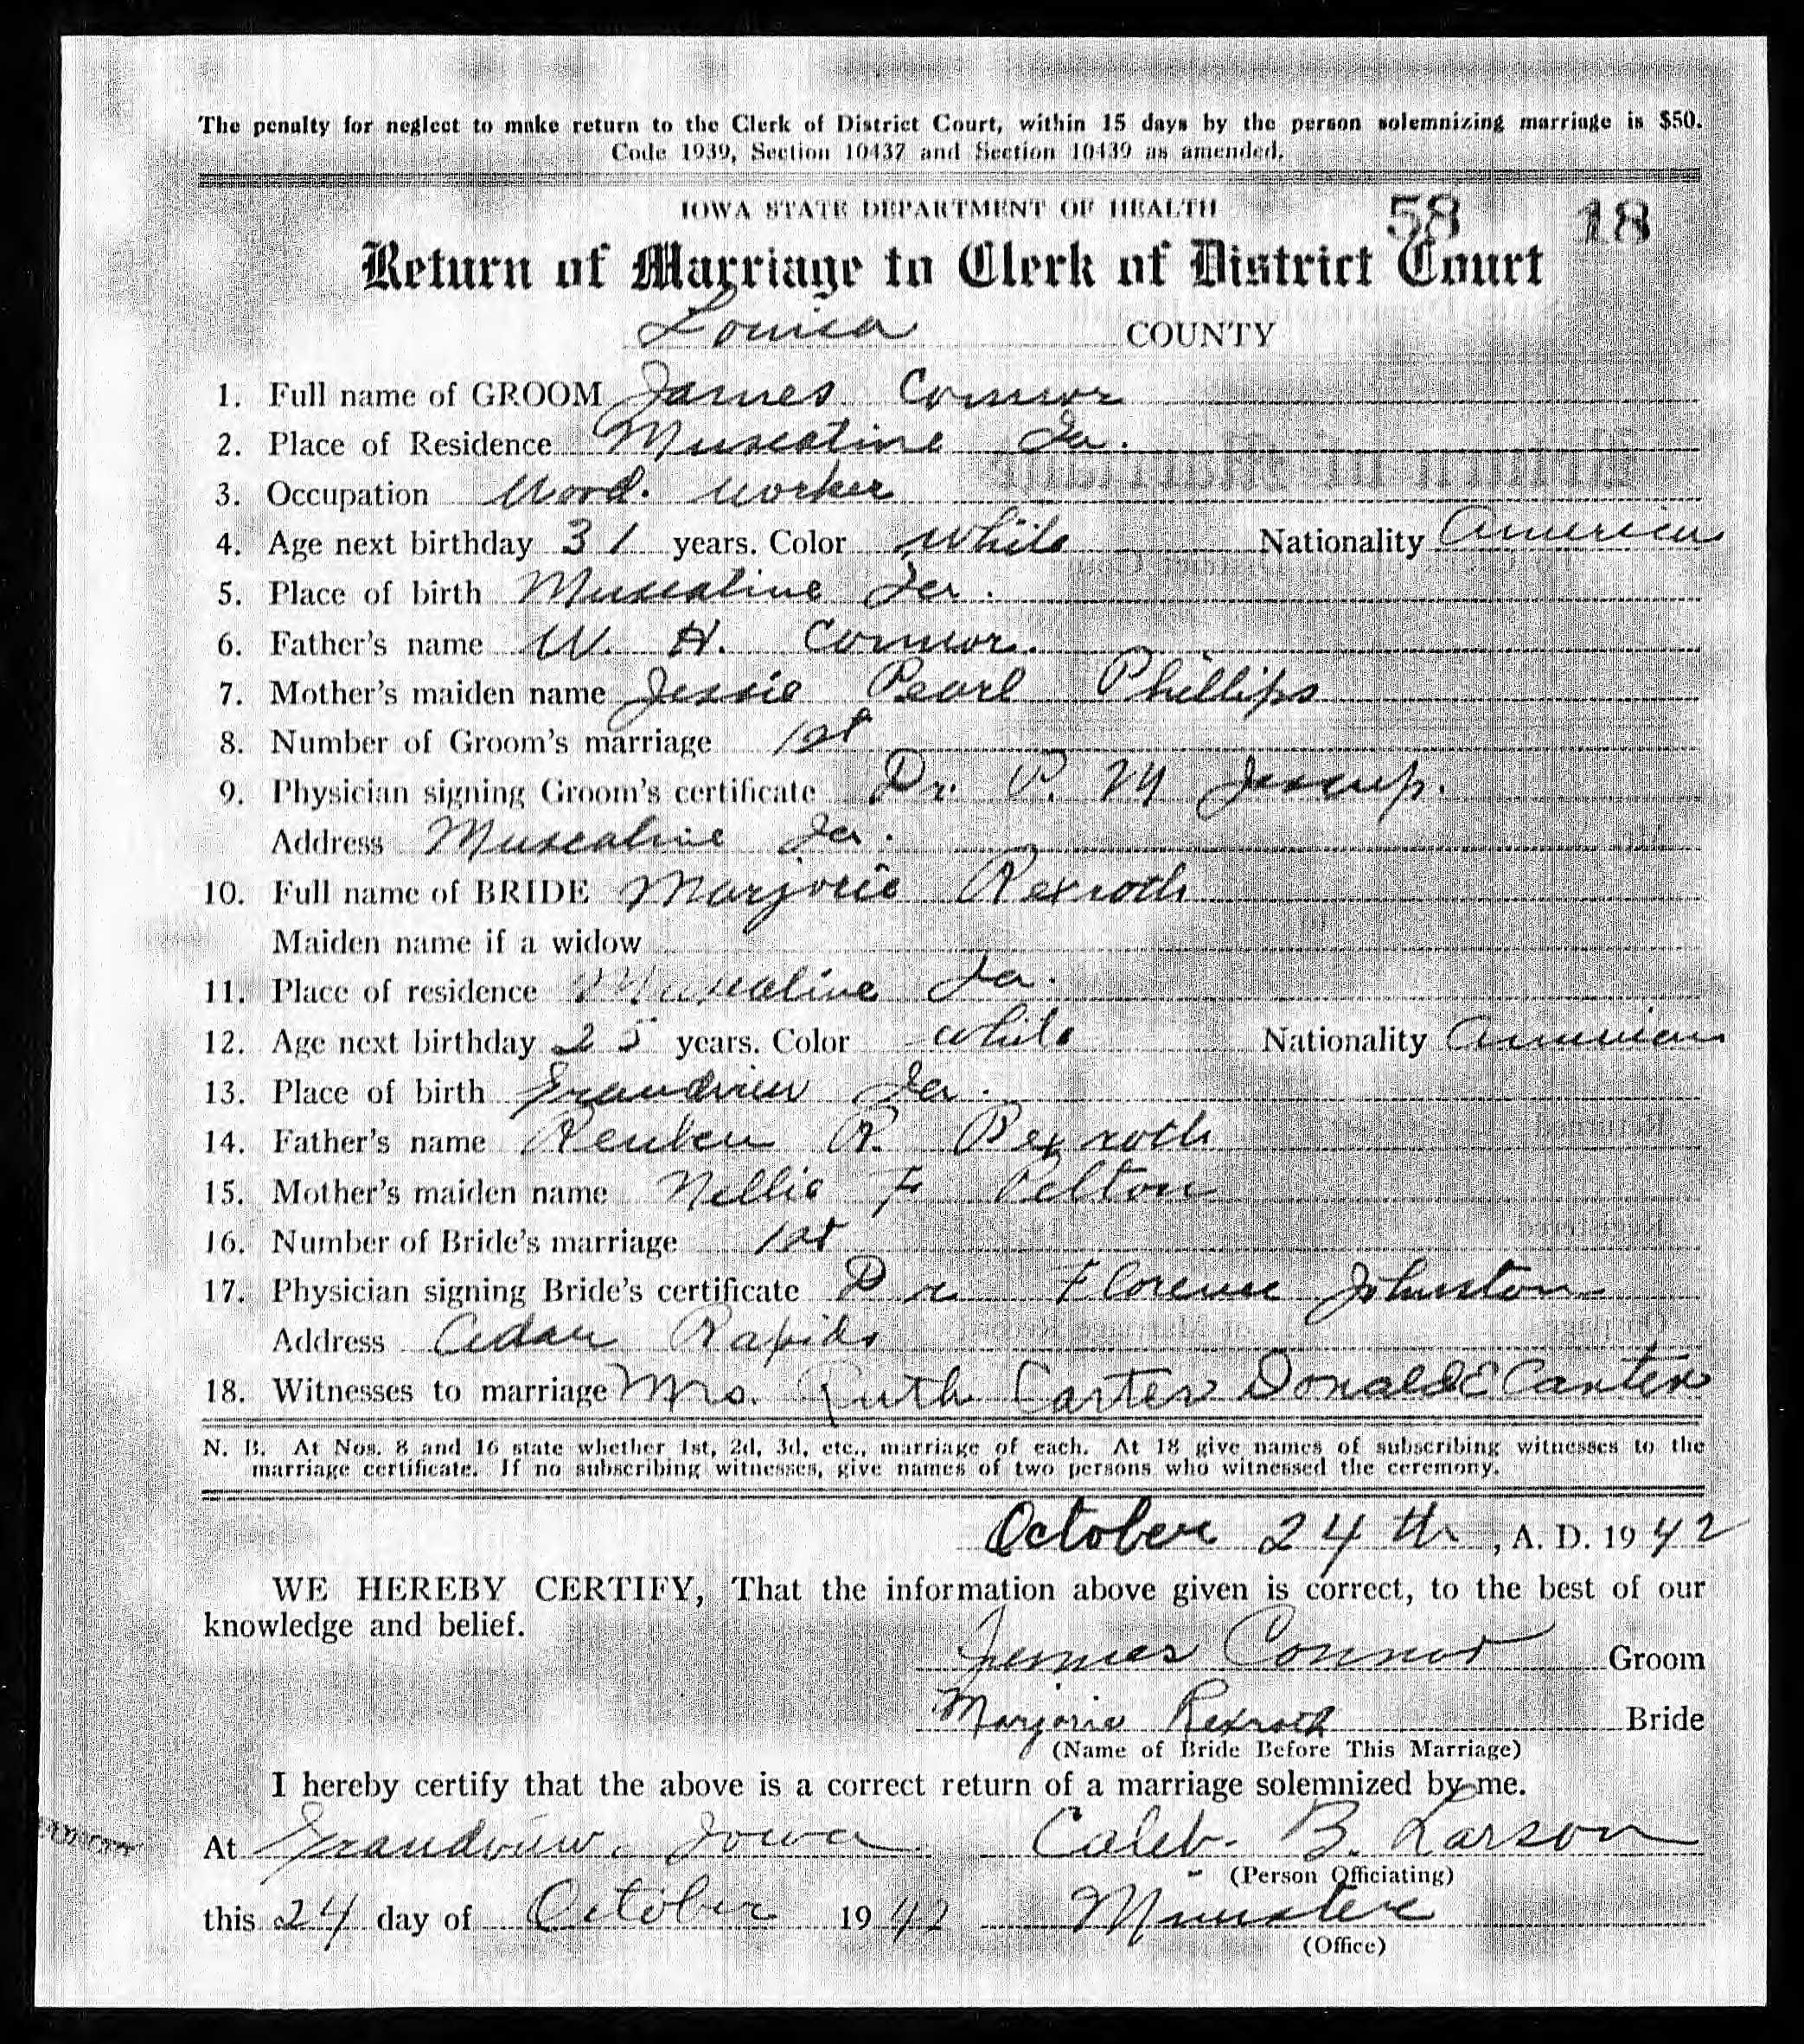 The penalty for neglect to make return to the Clerk of District Court, within 15 days by the person solemnizing marriage is $50.
Code 1939, Section 10437 and Section 10439 as amended.
IOWA STATE DEPARTMENT OF HEALTH 58 18
Return of Marriage to Clerk of District Court
Louisa COUNTY
1. Full name of GROOM James Connor
2. Place of Residence Muscatine Ia.
3. Occupation Wood. worker
4. Age next birthday 31 years. Color white Nationality American
5. Place of birth Muscatine Ia.
6. Father's name W. H. Connor.
7. Mother's maiden name Jessie Pearl Phillips
8. Number of Groom's marriage 1st
9. Physician signing Groom's certificate Dr. P. M Jessup.
Address Muscatine Ia.
10. Full name of BRIDE Marjorie Rexroth
Maiden name if a widow
11. Place of residence Muscatine Ia.
12. Age next birthday 25 years. Color white Nationality American
13. Place of birth Grandview Ia.
14. Father's name Reuben R. Rexroth
15. Mother's maiden name Nellie F Pelton
16. Number of Bride's marriage 1st
17. Physician signing Bride's certificate Dr Florence Johnston
Address Cedar Rapids
18. Witnesses to marriage Mrs. Ruth Carter Donald E Carter
N. B. At Nos. 8 and 16 state whether 1st, 2d, 3d, etc., marriage of each. At 18 give names of subscribing witnesses to the
marriage certificate. If no subscribing witnesses, give names of two persons who witnessed the ceremony.
October 24th, A. D. 1942
WE HEREBY CERTIFY, That the information above given is correct, to the best of our
knowledge and belief.
James Connor Groom
Marjorie Rexroth Bride
(Name of Bride Before This Marriage)
I hereby certify that the above is a correct return of a marriage solemnized by me.
At Grandview, Iowa Caleb B. Larson
(Person Officiating)
this 24 day of October 1942 Minister
(Office)